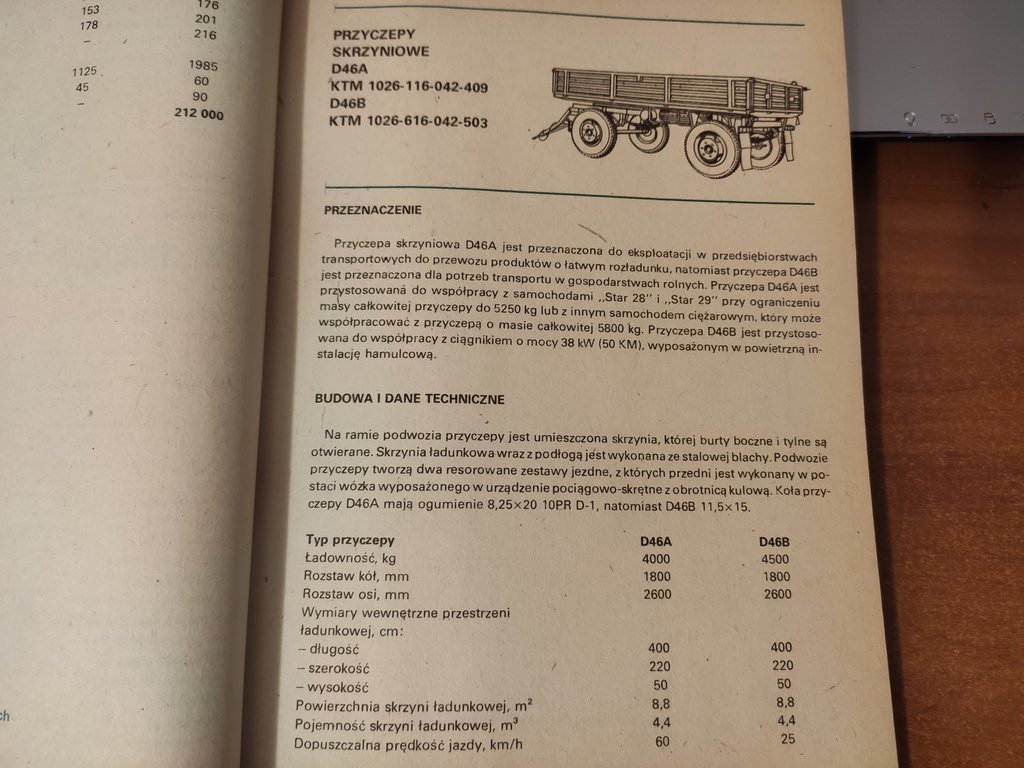 153 176
178 201
– 216
1125 1985
45 60
– 90
212 000
ch
PRZYCZEPY
SKRZYNIOWE
D46A
KTM 1026-116-042-409
D46B
KTM 1026-616-042-503
PRZEZNACZENIE
Przyczepa skrzyniowa D46A jest przeznaczona do eksploatacji w przedsiębiorstwach
transportowych do przewozu produktów o łatwym rozładunku, natomiast przyczepa D46B
jest przeznaczona dla potrzeb transportu w gospodarstwach rolnych. Przyczepa D46A jest
przystosowana do współpracy z samochodami ,,Star 28” i ,,Star 29” przy ograniczeniu
masy całkowitej przyczepy do 5250 kg lub z innym samochodem ciężarowym, który może
współpracować z przyczepą o masie całkowitej 5800 kg. Przyczepa D46B jest przystoso-
wana do współpracy z ciągnikiem o mocy 38 kW (50 KM), wyposażonym w powietrzną in-
stalację hamulcową.
BUDOWA I DANE TECHNICZNE
Na ramie podwozia przyczepy jest umieszczona skrzynia, której burty boczne i tylne są
otwierane. Skrzynia ładunkowa wraz z podłogą jest wykonana ze stalowej blachy. Podwozie
przyczepy tworzą dwa resorowane zestawy jezdne, z których przedni jest wykonany w po-
staci wózka wyposażonego w urządzenie pociągowo-skrętne z obrotnicą kulową. Koła przy-
czepy D46A mają ogumienie 8,25×20 10PR D-1, natomiast D46B 11,5×15.
Typ przyczepy D46A D46B
Ładowność, kg 4000 4500
Rozstaw kół, mm 1800 1800
Rozstaw osi, mm 2600 2600
Wymiary wewnętrzne przestrzeni
ładunkowej, cm:
– długość 400 400
– szerokość 220 220
– wysokość 50 50
Powierzchnia skrzyni ładunkowej, m² 8,8 8,8
Pojemność skrzyni ładunkowej, m³ 4,4 4,4
Dopuszczalna prędkość jazdy, km/h 60 25